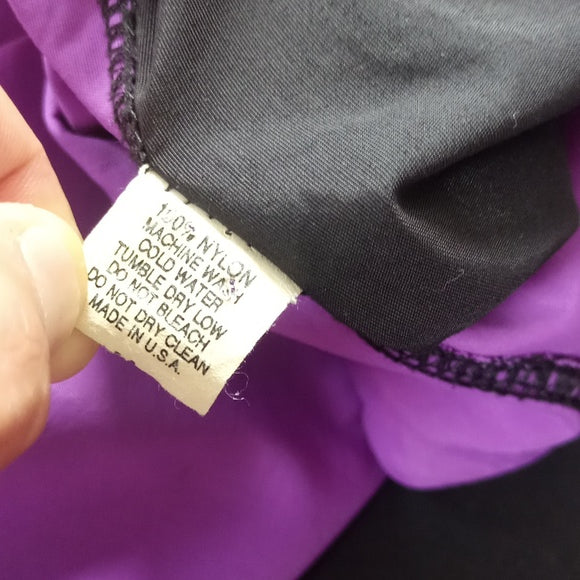 100% NYLON
MACHINE WASH
COLD WATER
TUMBLE DRY LOW
DO NOT BLEACH
DO NOT DRY CLEAN
MADE IN U.S.A.